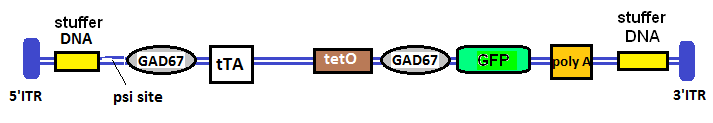 stuffer
DNA
stuffer
DNA
GAD67
tTA
tetO
GAD67
GFP
poly A
5'ITR
psi site
3'ITR